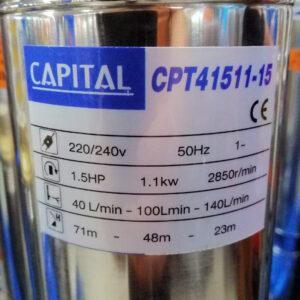 CAPITAL CPT41511-15
CE
220/240v 50Hz 1~
1.5HP 1.1kw 2850r/min
40 L/min - 100Lmin - 140L/min
H 71m - 48m - 23m